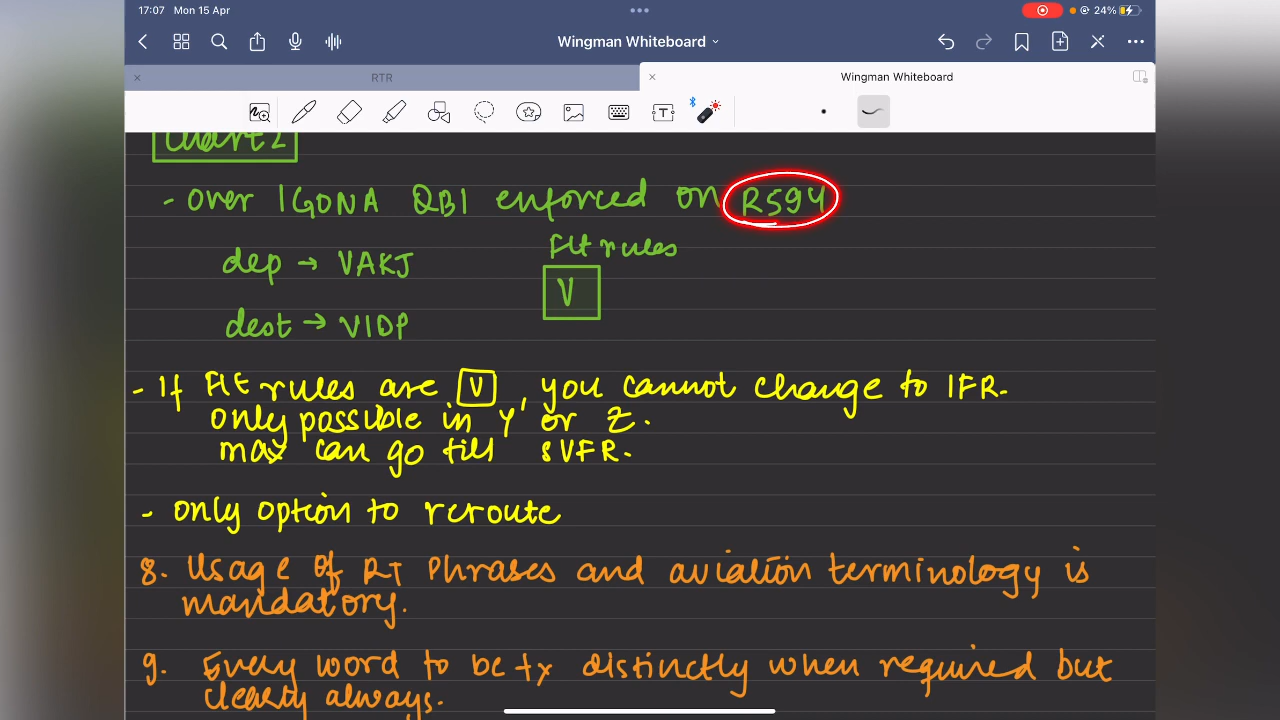 17:07 Mon 15 Apr
24%
Wingman Whiteboard
RTR
Wingman Whiteboard
Chart 2
- over IGONA QBI enforced on R594
Flt rules
dep → VAKJ
V
dest → VIDP
- If Flt rules are V, you cannot change to IFR.
only possible in Y or Z.
max can go till SVFR.
- only option to reroute
8. Usage of RT Phrases and aviation terminology is
mandatory.
9. Every word to be tx distinctly when required but
clearly always.